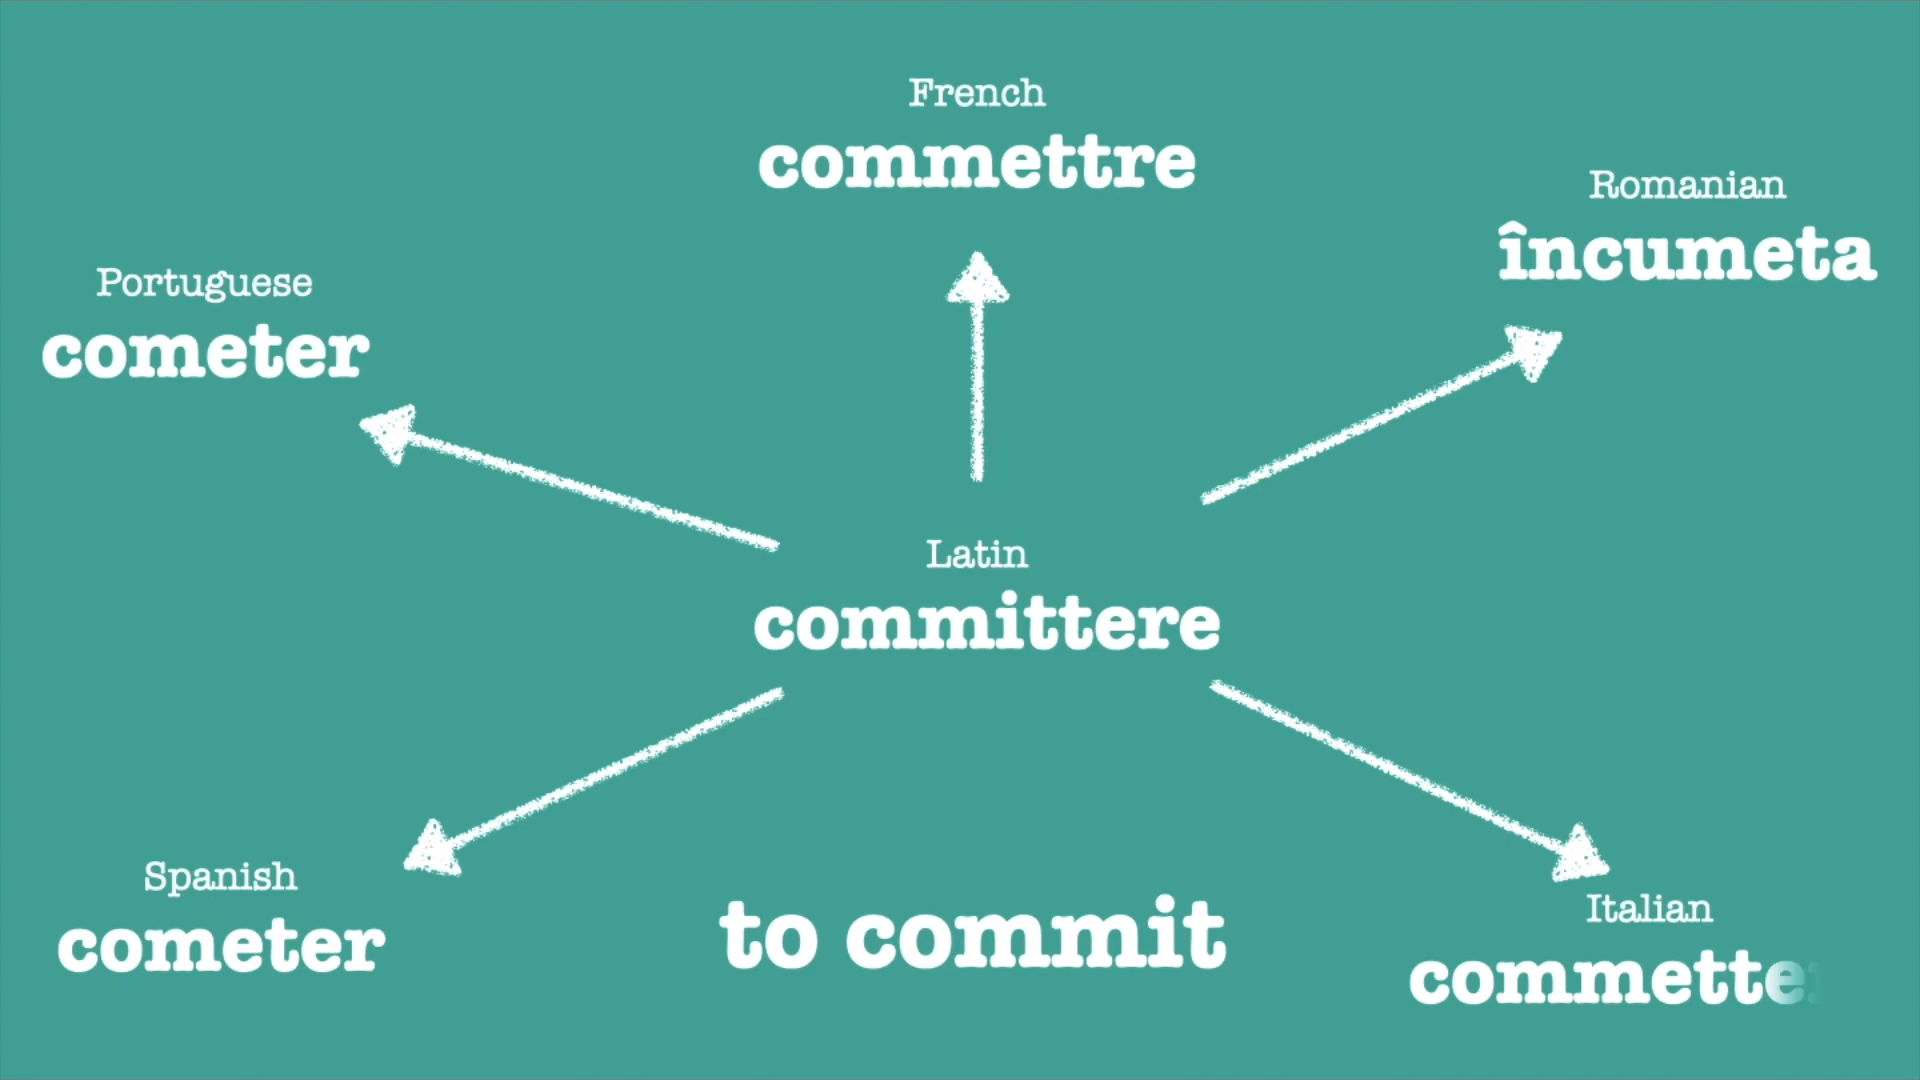 French
commettre
Romanian
încumeta
Portuguese
cometer
Latin
committere
Spanish
cometer
to commit
Italian